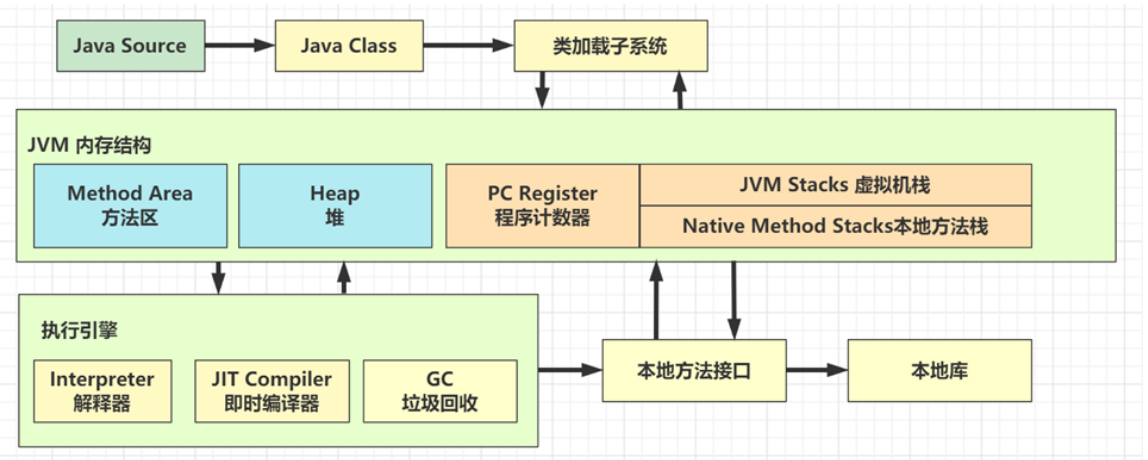 Java Source
Java Class
类加载子系统
JVM 内存结构
Method Area
方法区
Heap
堆
PC Register
程序计数器
JVM Stacks 虚拟机栈
Native Method Stacks本地方法栈
执行引擎
Interpreter
解释器
JIT Compiler
即时编译器
GC
垃圾回收
本地方法接口
本地库